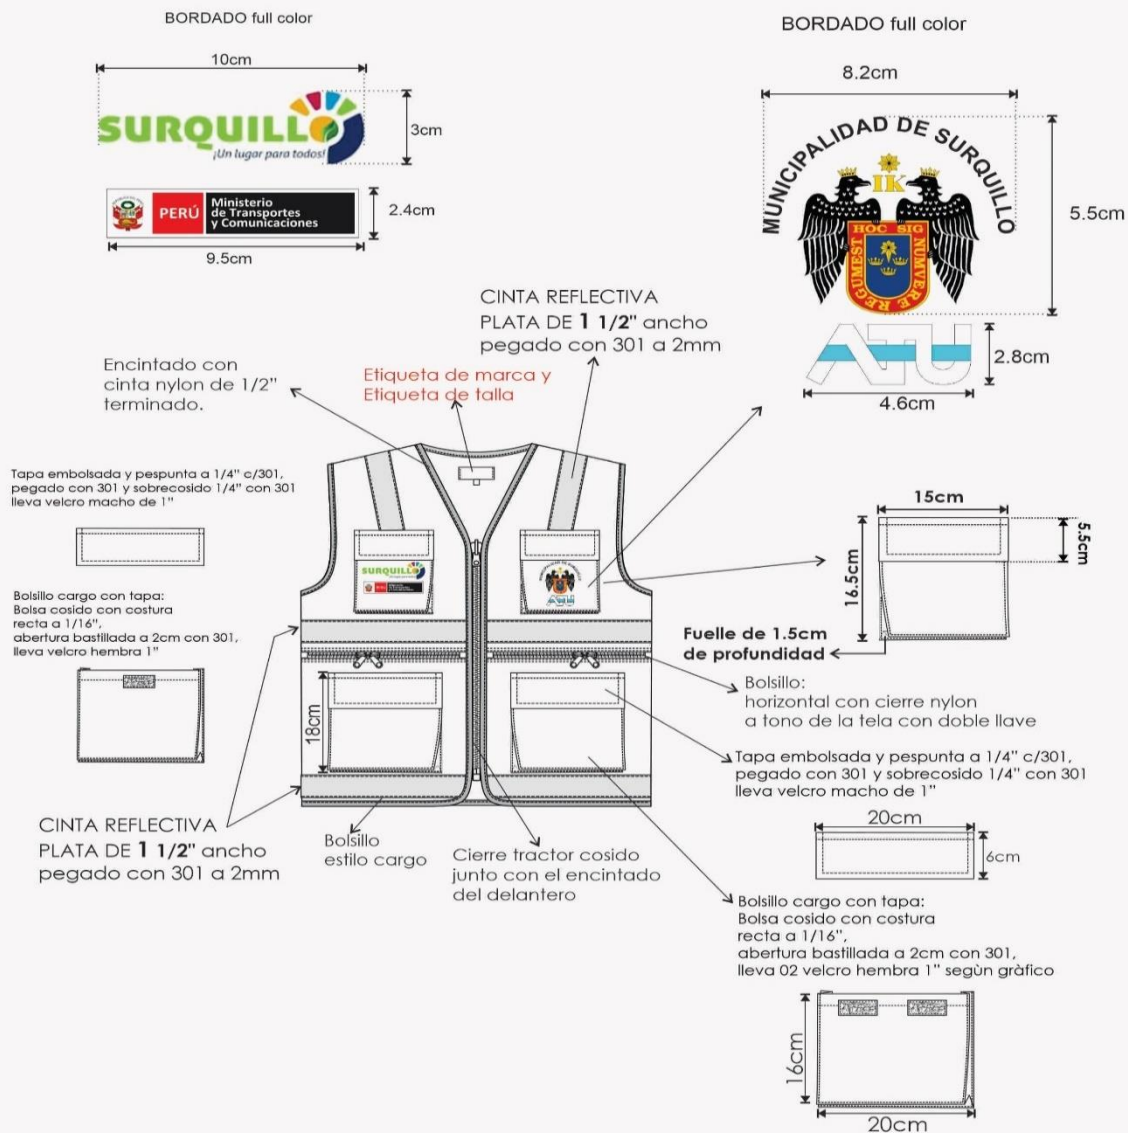 BORDADO full color
10cm
SURQUILLO
¡Un lugar para todos!
3cm
PERÚ
Ministerio
de Transportes
y Comunicaciones
2.4cm
9.5cm
BORDADO full color
8.2cm
MUNICIPALIDAD DE SURQUILLO
IK
HOC SIG
NUMVERE
REGUMEST
5.5cm
ATU
2.8cm
4.6cm
CINTA REFLECTIVA
PLATA DE 1 1/2" ancho
pegado con 301 a 2mm
Encintado con
cinta nylon de 1/2"
terminado.
Etiqueta de marca y
Etiqueta de talla
Tapa embolsada y pespunta a 1/4" c/301,
pegado con 301 y sobrecosido 1/4" con 301
lleva velcro macho de 1"
Bolsillo cargo con tapa:
Bolsa cosido con costura
recta a 1/16",
abertura bastillada a 2cm con 301,
lleva velcro hembra 1"
SURQUILLO
PERÚ
MUNICIPALIDAD DE SURQUILLO
ATU
15cm
5.5cm
16.5cm
Fuelle de 1.5cm
de profundidad
Bolsillo:
horizontal con cierre nylon
a tono de la tela con doble llave
18cm
Tapa embolsada y pespunta a 1/4" c/301,
pegado con 301 y sobrecosido 1/4" con 301
lleva velcro macho de 1"
20cm
6cm
CINTA REFLECTIVA
PLATA DE 1 1/2" ancho
pegado con 301 a 2mm
Bolsillo
estilo cargo
Cierre tractor cosido
junto con el encintado
del delantero
Bolsillo cargo con tapa:
Bolsa cosido con costura
recta a 1/16",
abertura bastillada a 2cm con 301,
lleva 02 velcro hembra 1" segùn gràfico
16cm
20cm